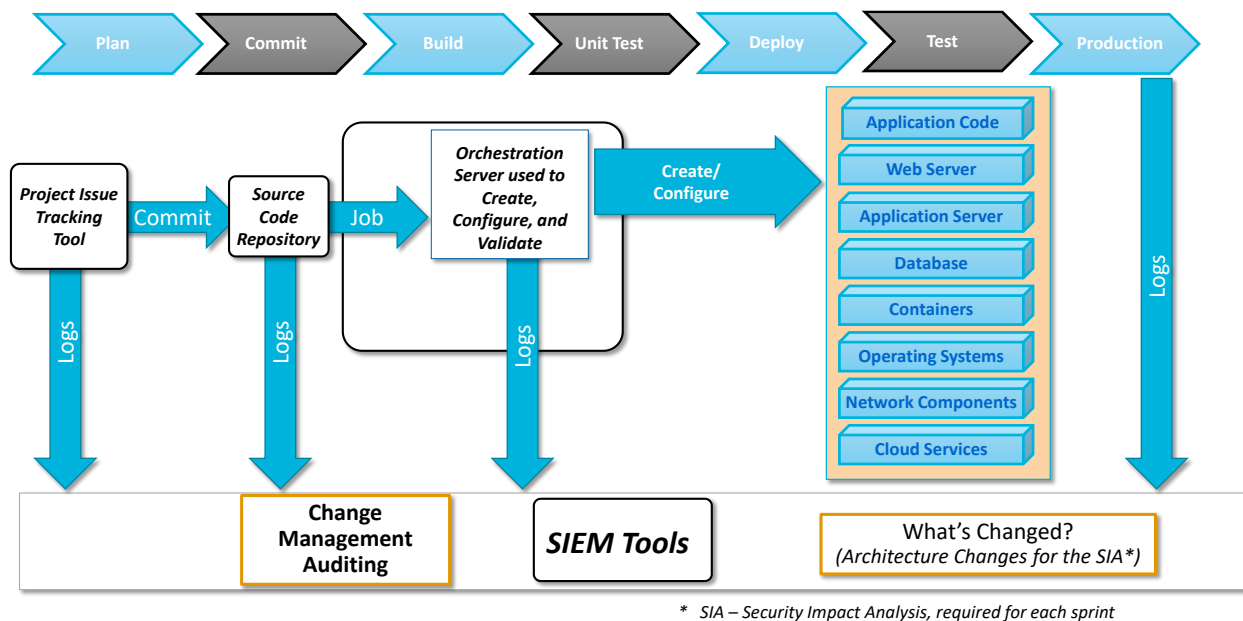 Plan
Commit
Build
Unit Test
Deploy
Test
Production
Project Issue
Tracking
Tool
Commit
Source
Code
Repository
Job
Orchestration
Server used to
Create,
Configure, and
Validate
Create/
Configure
Application Code
Web Server
Application Server
Database
Containers
Operating Systems
Network Components
Cloud Services
Logs
Logs
Logs
Logs
Change
Management
Auditing
SIEM Tools
What’s Changed?
(Architecture Changes for the SIA*)
* SIA – Security Impact Analysis, required for each sprint